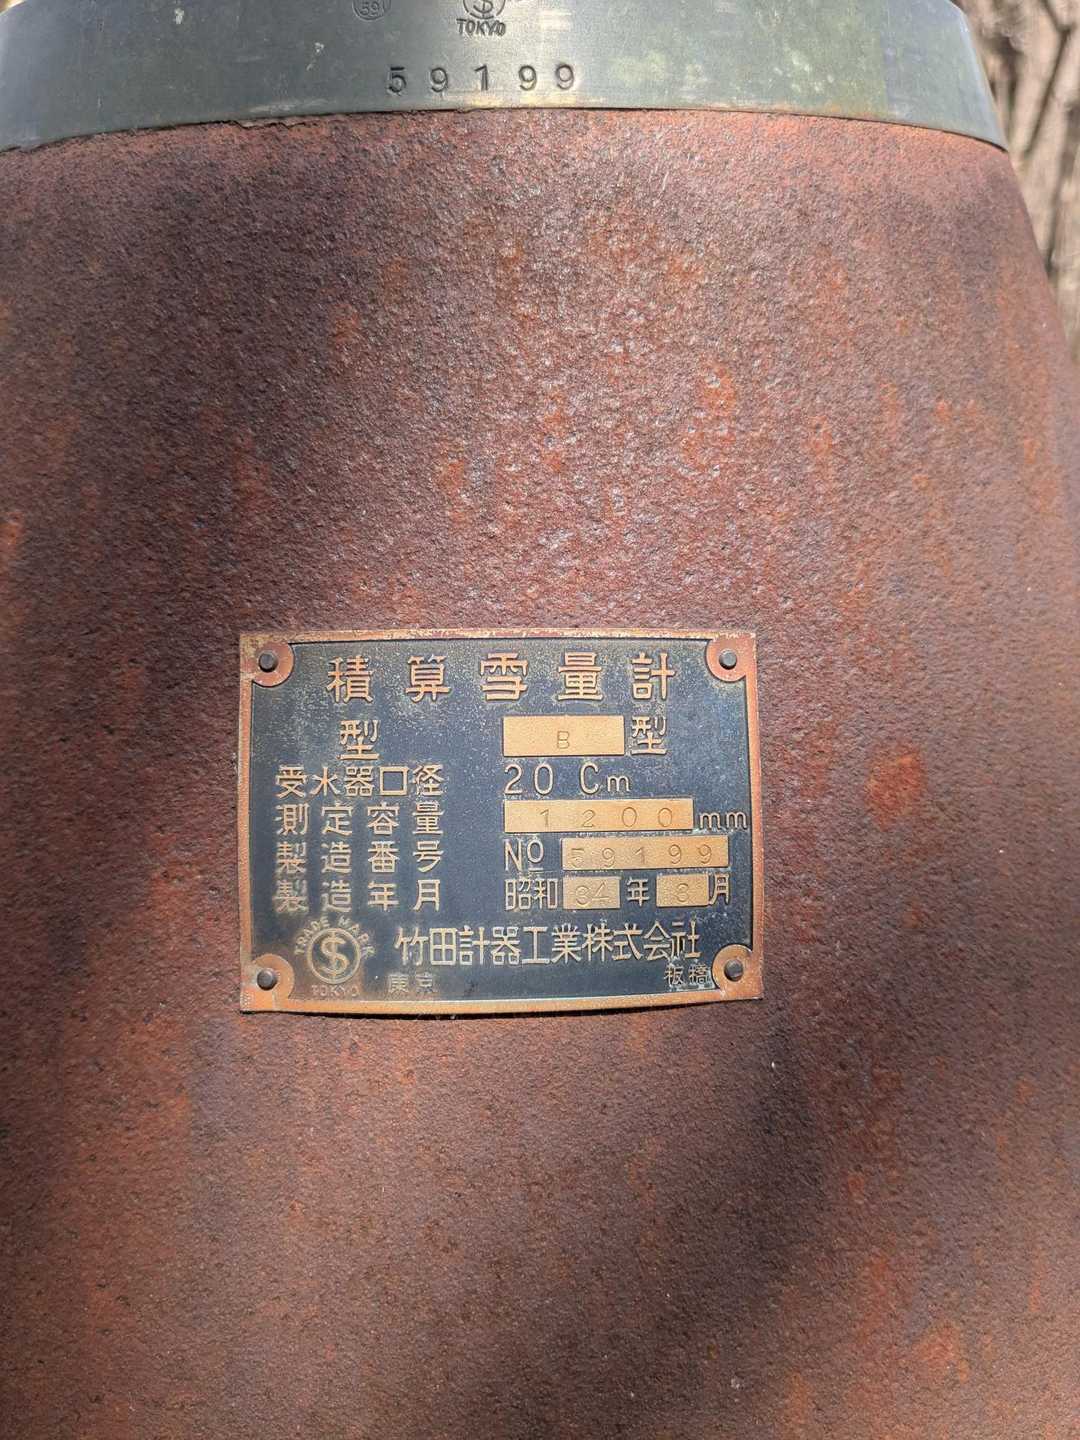 59
TOKYO
59199
積算雪量計
型 B 型
受水器口径 20 Cm
測定容量 1200 mm
製造番号 No 59199
製造年月 昭和 34 年 8 月
TRADE MARK
TOKYO
竹田計器工業株式会社
東京 板橋